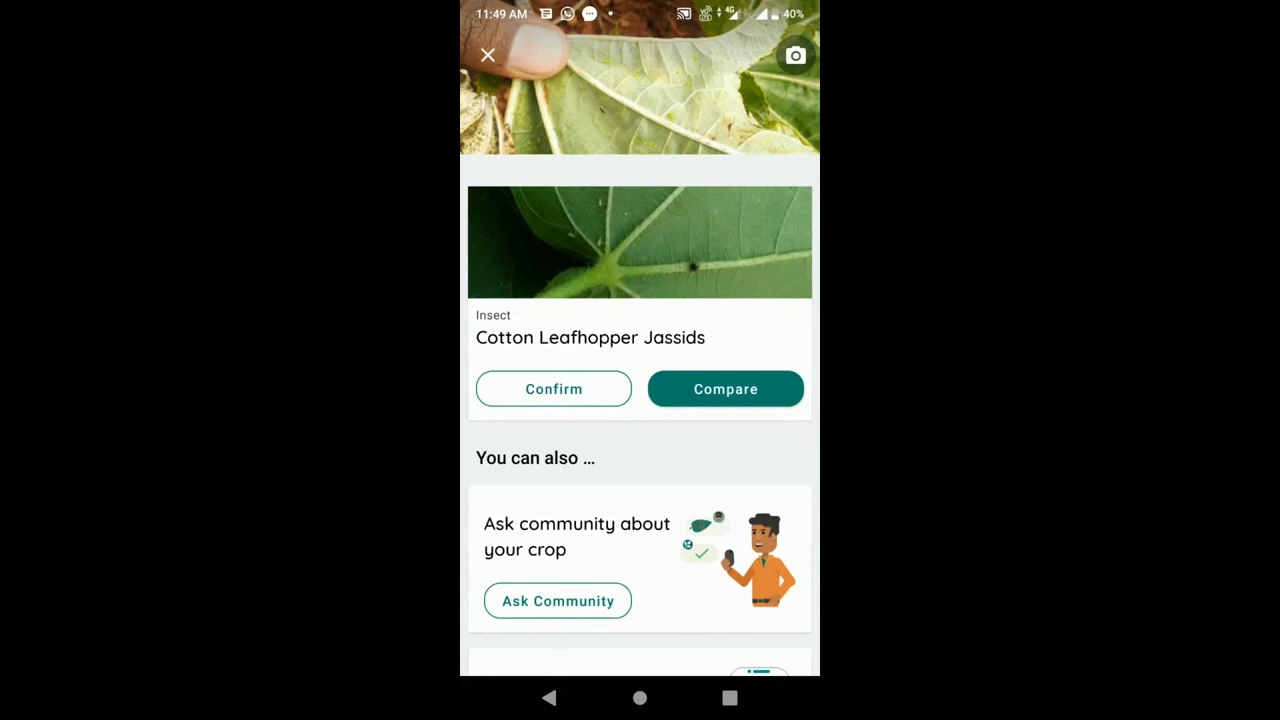 11:49 AM 4G 40%
Insect
Cotton Leafhopper Jassids
Confirm Compare
You can also ...
Ask community about
your crop
Ask Community